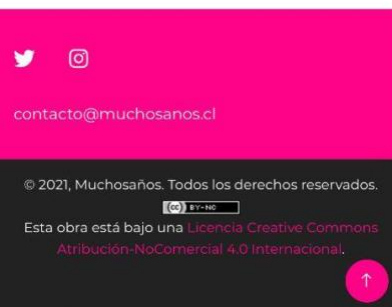 contacto@muchosanos.cl
© 2021, Muchosaños. Todos los derechos reservados.
(cc) BY-NC
Esta obra está bajo una Licencia Creative Commons
Atribución-NoComercial 4.0 Internacional.